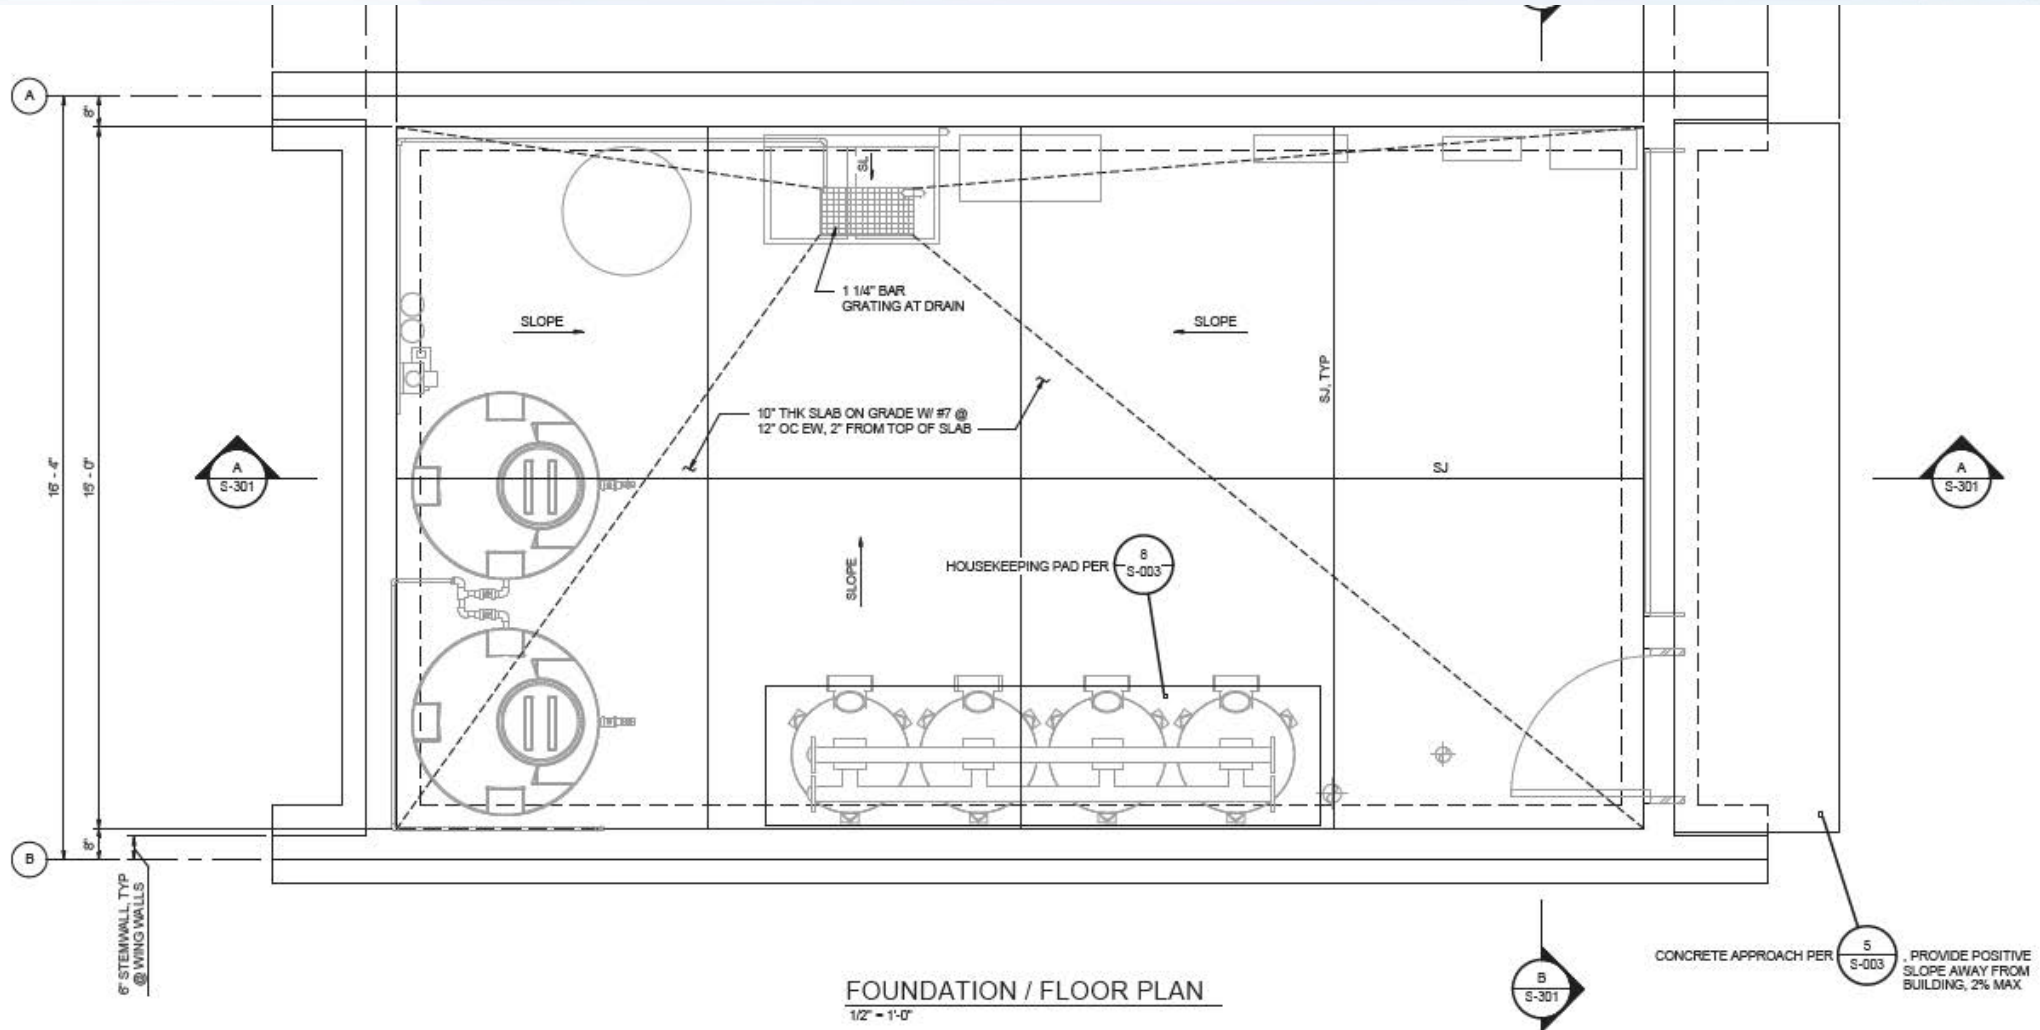 A
8"
SL
1 1/4" BAR
GRATING AT DRAIN
SLOPE
SLOPE
SJ, TYP
10" THK SLAB ON GRADE W/ #7 @
12" OC EW, 2" FROM TOP OF SLAB
16' - 4"
15' - 0"
A
S-301
SJ
A
S-301
SLOPE
HOUSEKEEPING PAD PER
8
S-003
8"
B
6" STEMWALL, TYP
@ WING WALLS
CONCRETE APPROACH PER
5
S-003
, PROVIDE POSITIVE
SLOPE AWAY FROM
BUILDING, 2% MAX
B
S-301
FOUNDATION / FLOOR PLAN
1/2" = 1'-0"